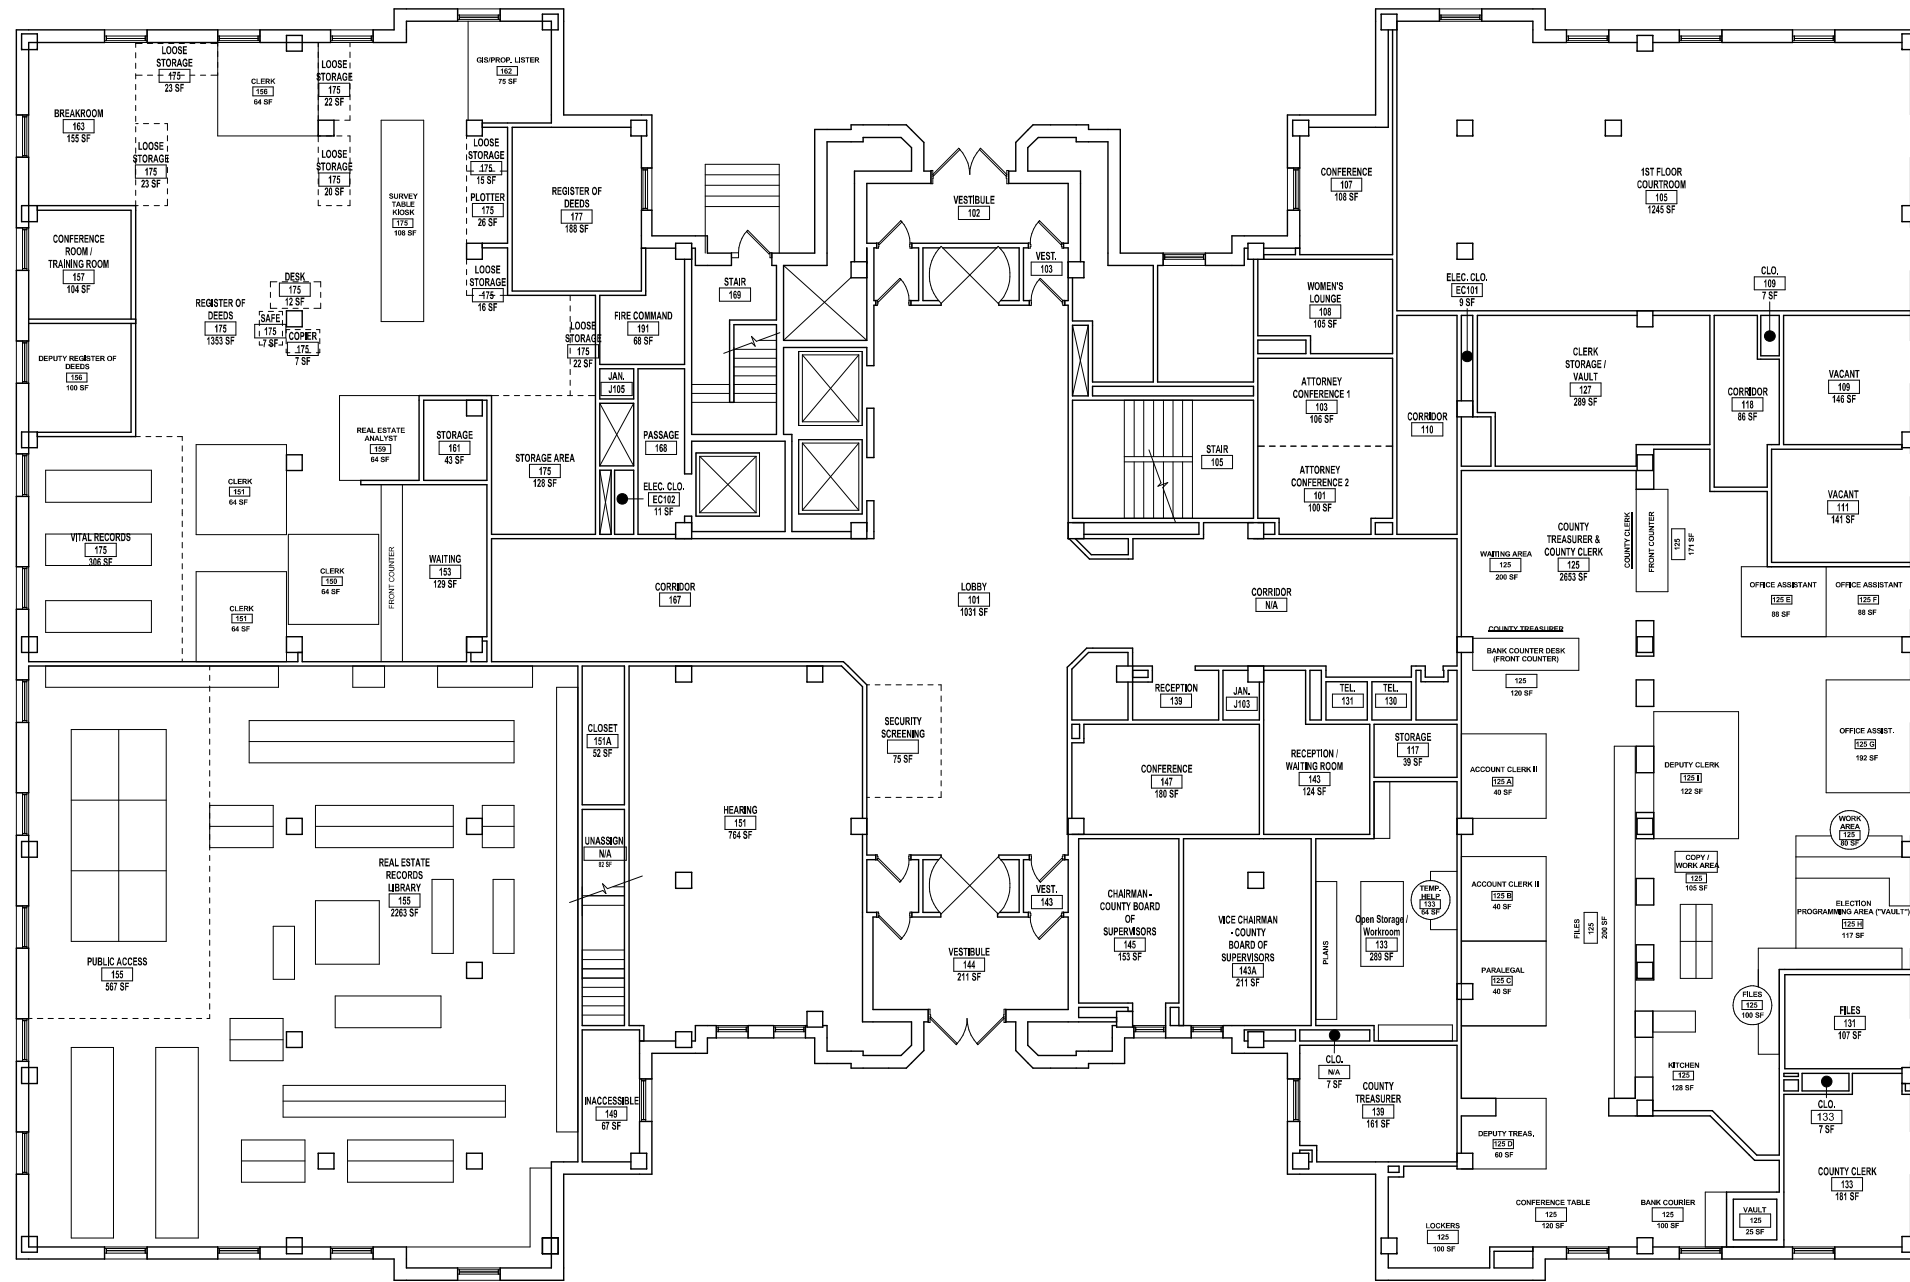 LOOSE
STORAGE
175
23 SF
CLERK
156
64 SF
LOOSE
STORAGE
175
22 SF
GIS/PROP. LISTER
162
75 SF
BREAKROOM
163
155 SF
LOOSE
STORAGE
175
23 SF
LOOSE
STORAGE
175
20 SF
SURVEY
TABLE
KIOSK
175
108 SF
LOOSE
STORAGE
175
15 SF
PLOTTER
175
26 SF
REGISTER OF
DEEDS
177
188 SF
CONFERENCE
ROOM /
TRAINING ROOM
157
104 SF
DESK
175
12 SF
LOOSE
STORAGE
175
16 SF
REGISTER OF
DEEDS
175
1353 SF
SAFE
175
7 SF
COPIER
175
7 SF
DEPUTY REGISTER OF
DEEDS
156
100 SF
LOOSE
STORAGE
175
22 SF
FIRE COMMAND
191
68 SF
STAIR
169
JAN.
J105
REAL ESTATE
ANALYST
159
64 SF
STORAGE
161
43 SF
STORAGE AREA
175
128 SF
PASSAGE
168
ELEC. CLO.
EC102
11 SF
CLERK
151
64 SF
VITAL RECORDS
175
306 SF
CLERK
150
64 SF
CLERK
151
64 SF
FRONT COUNTER
WAITING
153
129 SF
CORRIDOR
167
VESTIBULE
102
VEST.
103
LOBBY
101
1031 SF
CORRIDOR
N/A
CONFERENCE
107
108 SF
WOMEN'S
LOUNGE
108
105 SF
ATTORNEY
CONFERENCE 1
103
106 SF
ATTORNEY
CONFERENCE 2
101
100 SF
STAIR
105
CORRIDOR
110
1ST FLOOR
COURTROOM
105
1245 SF
ELEC. CLO.
EC101
9 SF
CLO.
109
7 SF
CLERK
STORAGE /
VAULT
127
289 SF
CORRIDOR
118
86 SF
VACANT
109
146 SF
VACANT
111
141 SF
WAITING AREA
125
200 SF
COUNTY
TREASURER &
COUNTY CLERK
125
2653 SF
COUNTY CLERK
FRONT COUNTER
125
171 SF
OFFICE ASSISTANT
125 E
88 SF
OFFICE ASSISTANT
125 F
88 SF
COUNTY TREASURER
BANK COUNTER DESK
(FRONT COUNTER)
125
120 SF
CLOSET
151A
52 SF
SECURITY
SCREENING
75 SF
RECEPTION
139
JAN.
J103
TEL.
131
TEL.
130
STORAGE
117
39 SF
CONFERENCE
147
180 SF
RECEPTION /
WAITING ROOM
143
124 SF
ACCOUNT CLERK II
125 A
40 SF
DEPUTY CLERK
125 I
122 SF
OFFICE ASSIST.
125 G
192 SF
HEARING
151
764 SF
UNASSIGN
N/A
82 SF
REAL ESTATE
RECORDS
LIBRARY
155
2263 SF
PUBLIC ACCESS
155
567 SF
VEST.
143
VESTIBULE
144
211 SF
CHAIRMAN -
COUNTY BOARD
OF
SUPERVISORS
145
153 SF
VICE CHAIRMAN
- COUNTY
BOARD OF
SUPERVISORS
143A
211 SF
PLANS
Open Storage /
Workroom
133
289 SF
TEMP.
HELP
133
64 SF
ACCOUNT CLERK II
125 B
40 SF
PARALEGAL
125 C
40 SF
FILES
125
200 SF
COPY /
WORK AREA
125
105 SF
WORK
AREA
125
80 SF
ELECTION
PROGRAMMING AREA ("VAULT")
125 H
117 SF
FILES
125
100 SF
FILES
131
107 SF
KITCHEN
125
128 SF
INACCESSIBLE
149
67 SF
CLO.
N/A
7 SF
COUNTY
TREASURER
139
161 SF
DEPUTY TREAS.
125 D
60 SF
CLO.
133
7 SF
COUNTY CLERK
133
181 SF
LOCKERS
125
100 SF
CONFERENCE TABLE
125
120 SF
BANK COURIER
125
100 SF
VAULT
125
25 SF